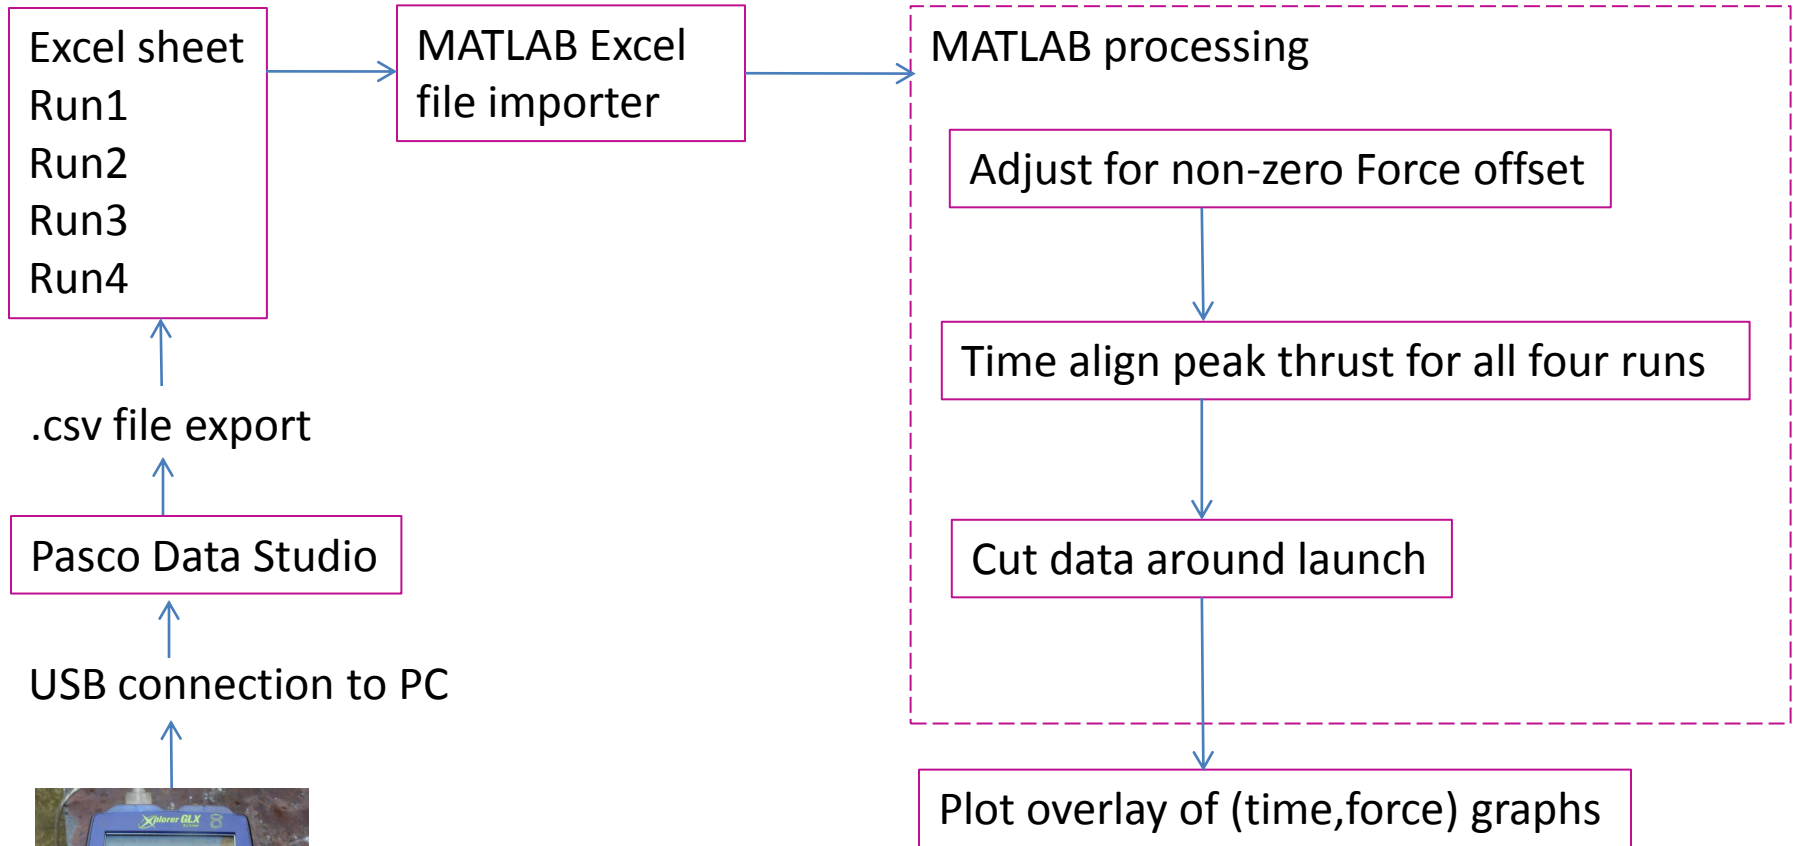 Excel sheet
Run1
Run2
Run3
Run4
MATLAB Excel
file importer
MATLAB processing
Adjust for non-zero Force offset
Time align peak thrust for all four runs
Cut data around launch
Plot overlay of (time,force) graphs
.csv file export
Pasco Data Studio
USB connection to PC
Xplorer GLX